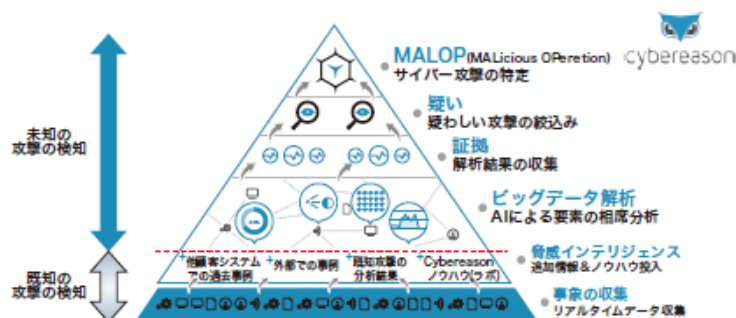 MALOP(MALicious OPeretion)
サイバー攻撃の特定
cybereason
疑い
疑わしい攻撃の絞込み
証拠
解析結果の収集
ビッグデータ解析
AIによる要素の相席分析
脅威インテリジェンス
追加情報&ノウハウ投入
事象の収集
リアルタイムデータ収集
未知の
攻撃の検知
既知の
攻撃の検知
+他顧客システム
での過去事例
+外部での事例
+既知攻撃の
分析結果
+Cybereason
ノウハウ(ラボ)